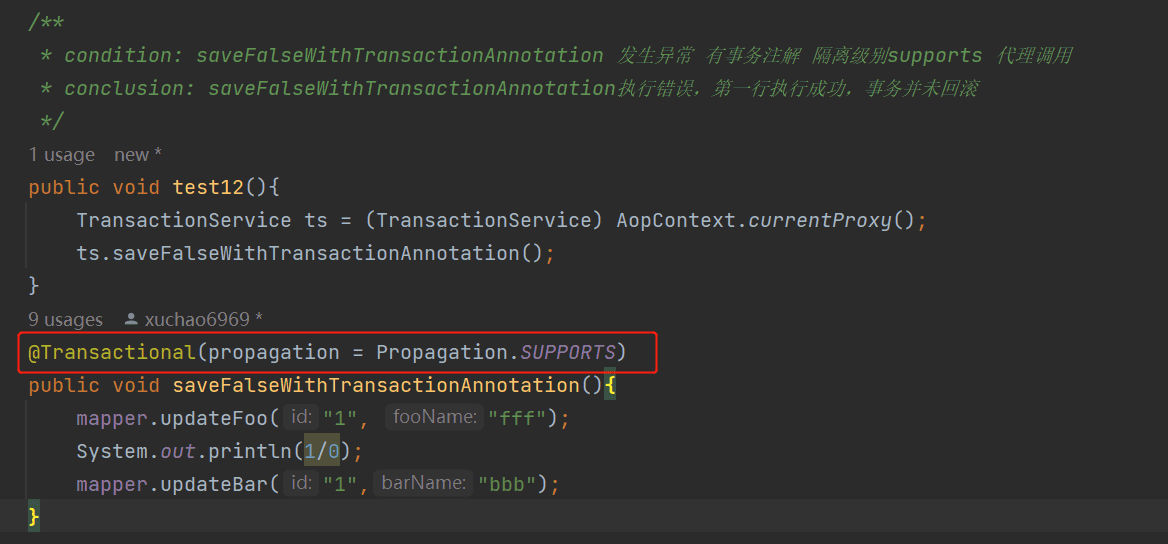 /**
* condition: saveFalseWithTransactionAnnotation 发生异常 有事务注解 隔离级别supports 代理调用
* conclusion: saveFalseWithTransactionAnnotation执行错误，第一行执行成功，事务并未回滚
*/
1 usage new *
public void test12(){
TransactionService ts = (TransactionService) AopContext.currentProxy();
ts.saveFalseWithTransactionAnnotation();
}
9 usages xuchao6969 *
@Transactional(propagation = Propagation.SUPPORTS)
public void saveFalseWithTransactionAnnotation(){
mapper.updateFoo( id: "1", fooName: "fff");
System.out.println(1/0);
mapper.updateBar( id: "1", barName: "bbb");
}